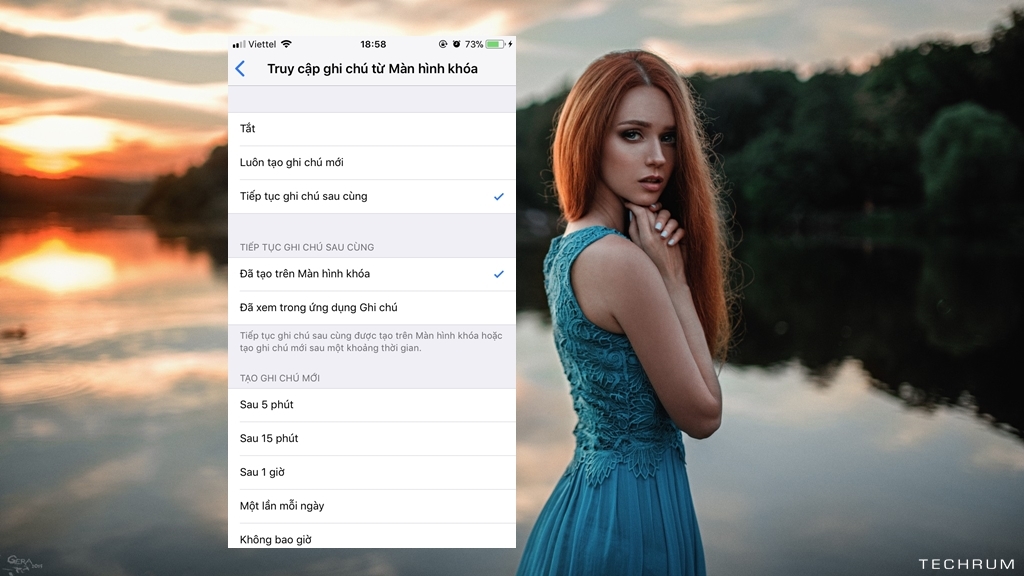 Viettel 18:58 73%
Truy cập ghi chú từ Màn hình khóa
Tắt
Luôn tạo ghi chú mới
Tiếp tục ghi chú sau cùng
TIẾP TỤC GHI CHÚ SAU CÙNG
Đã tạo trên Màn hình khóa
Đã xem trong ứng dụng Ghi chú
Tiếp tục ghi chú sau cùng được tạo trên Màn hình khóa hoặc
tạo ghi chú mới sau một khoảng thời gian.
TẠO GHI CHÚ MỚI
Sau 5 phút
Sau 15 phút
Sau 1 giờ
Một lần mỗi ngày
Không bao giờ
TECHRUM